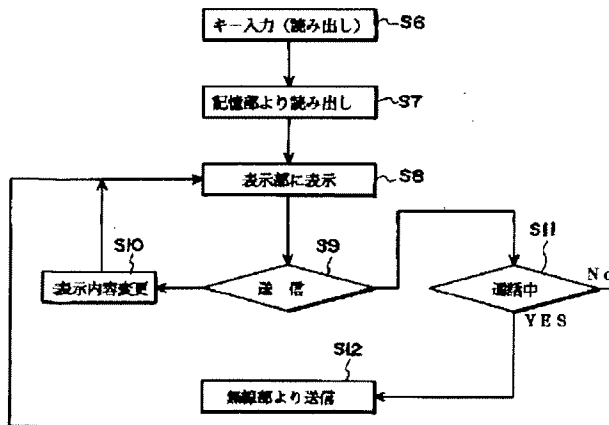 キー入力（読み出し） S6
記憶部より読み出し S7
表示部に表示 S8
S10 S9 S11
表示内容変更 送 信 通話中 No
YES
S12
無線部より送信